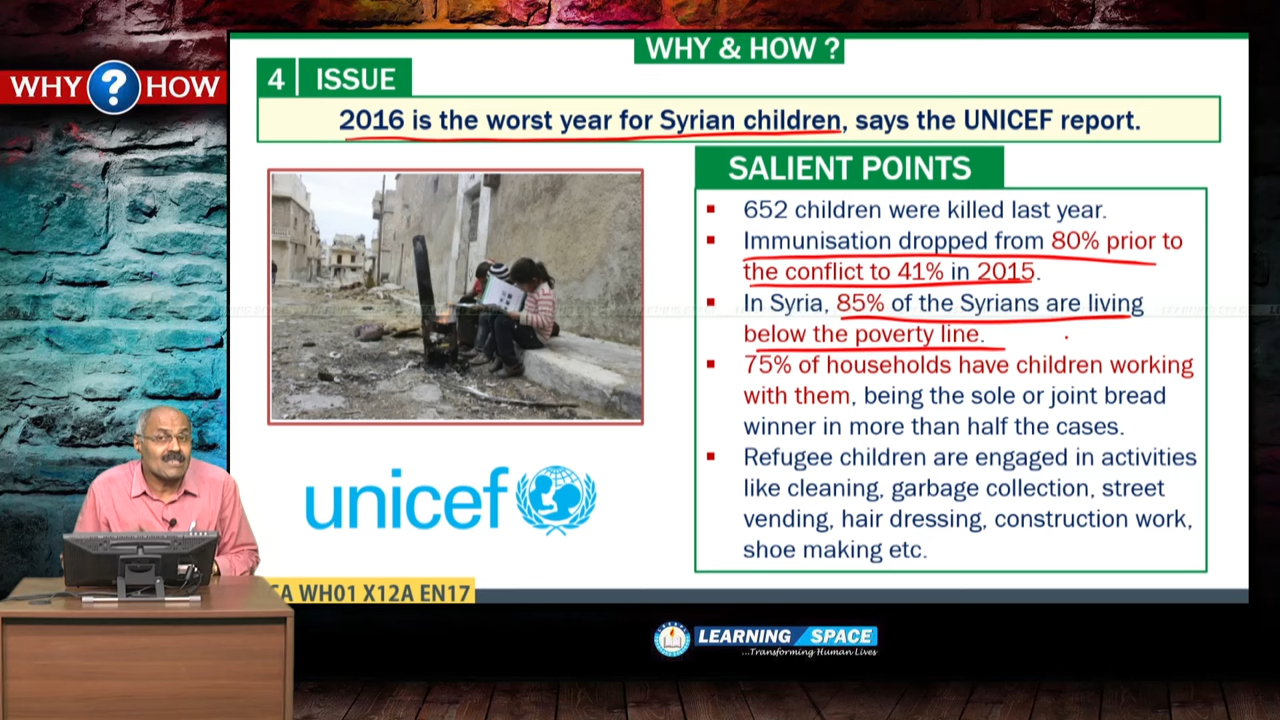 WHY & HOW ?
WHY ? HOW
4 ISSUE
2016 is the worst year for Syrian children, says the UNICEF report.
SALIENT POINTS
▪ 652 children were killed last year.
▪ Immunisation dropped from 80% prior to
the conflict to 41% in 2015.
▪ In Syria, 85% of the Syrians are living
below the poverty line.
▪ 75% of households have children working
with them, being the sole or joint bread
winner in more than half the cases.
▪ Refugee children are engaged in activities
like cleaning, garbage collection, street
vending, hair dressing, construction work,
shoe making etc.
unicef
CA WH01 X12A EN17
LEARNING SPACE
...Transforming Human Lives